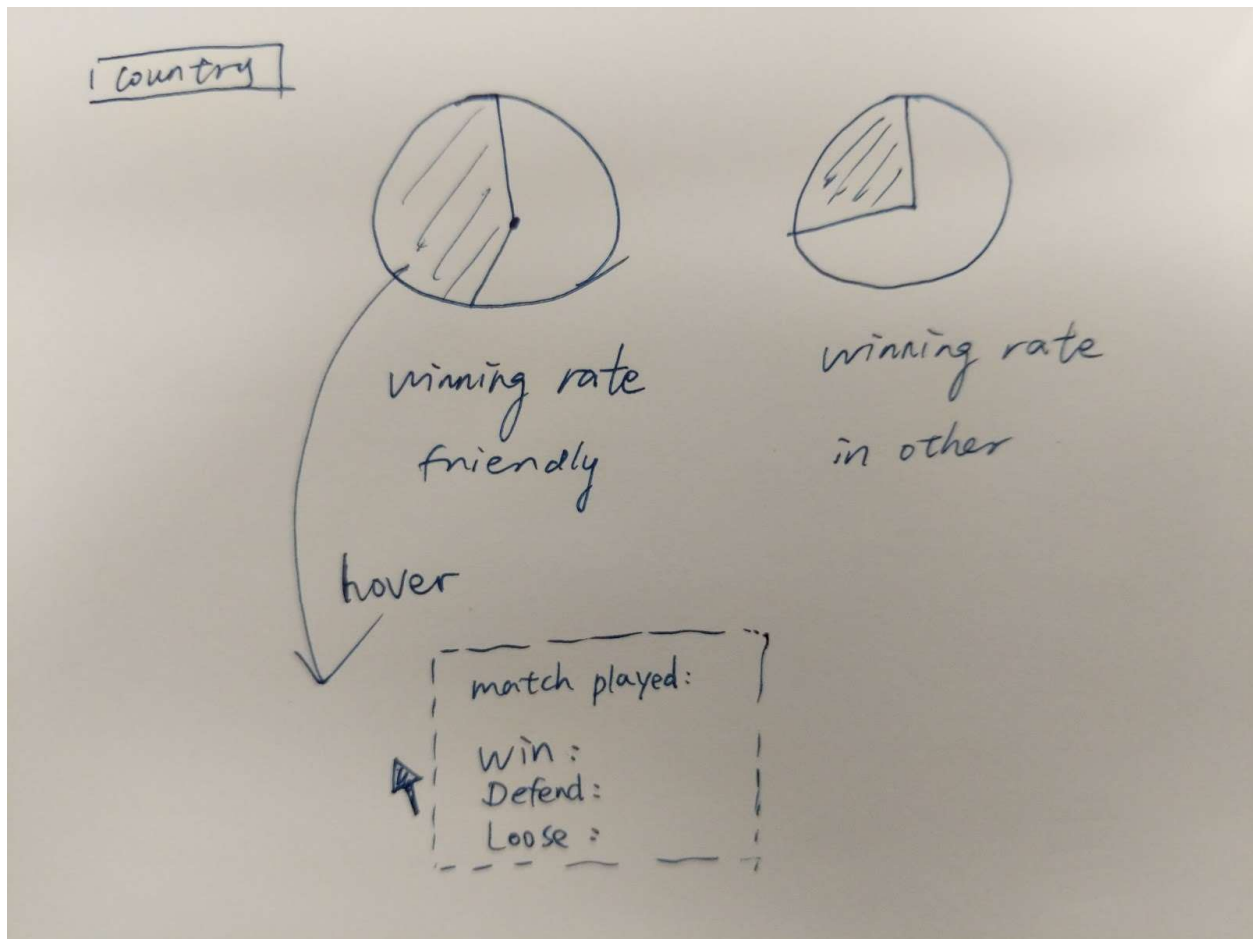 country
winning rate
friendly
winning rate
in other
hover
match played:
Win :
Defend :
Loose :